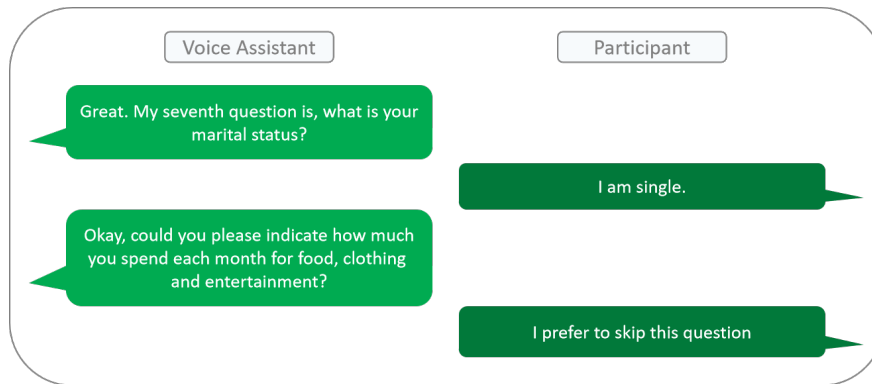 Voice Assistant
Participant
Great. My seventh question is, what is your
marital status?
I am single.
Okay, could you please indicate how much
you spend each month for food, clothing
and entertainment?
I prefer to skip this question